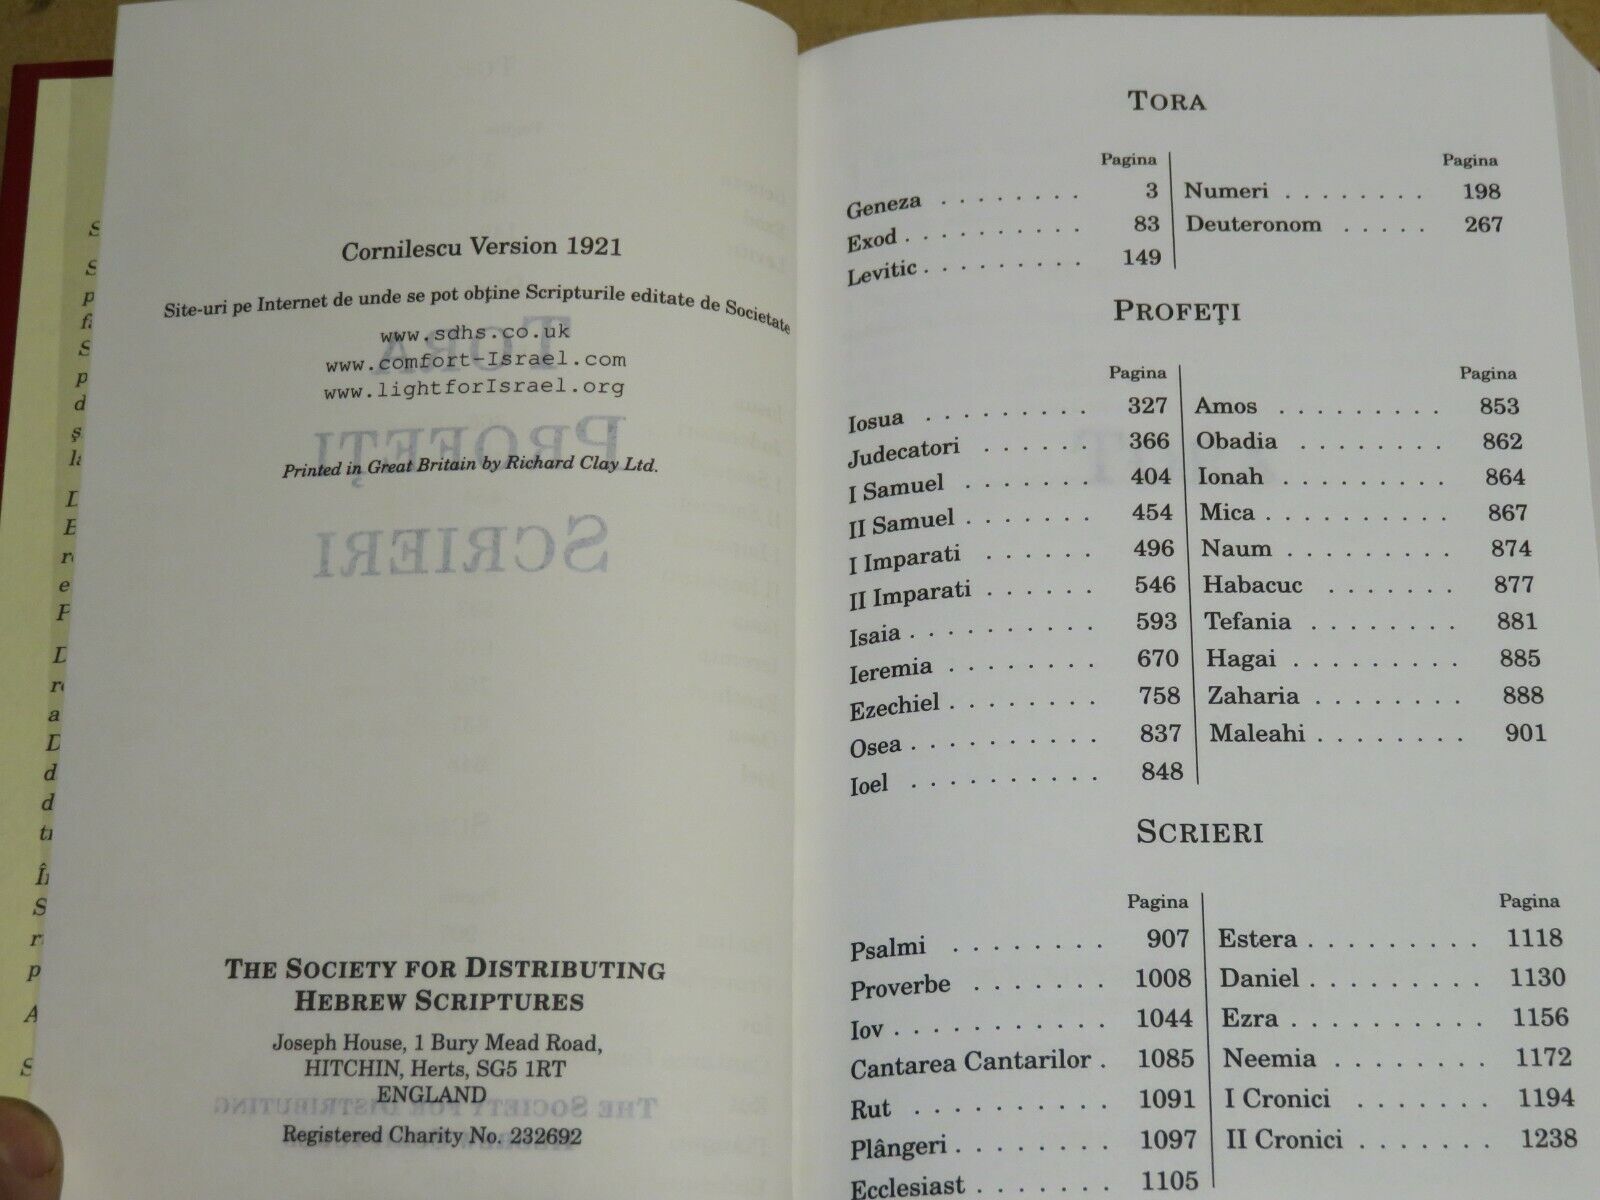 Cornilescu Version 1921
Site-uri pe Internet de unde se pot obține Scripturile editate de Societate
www.sdhs.co.uk
www.comfort-Israel.com
www.lightforIsrael.org
Printed in Great Britain by Richard Clay Ltd.
THE SOCIETY FOR DISTRIBUTING
HEBREW SCRIPTURES
Joseph House, 1 Bury Mead Road,
HITCHIN, Herts, SG5 1RT
ENGLAND
Registered Charity No. 232692
TORA
Pagina
Geneza . . . . . . . . 3
Exod . . . . . . . . . . 83
Levitic . . . . . . . . . 149
Pagina
Numeri . . . . . . . . 198
Deuteronom . . . . . 267
PROFEŢI
Pagina
Iosua . . . . . . . . . 327
Judecatori . . . . . . 366
I Samuel . . . . . . . 404
II Samuel . . . . . . . 454
I Imparati . . . . . . 496
II Imparati . . . . . . 546
Isaia . . . . . . . . . . 593
Ieremia . . . . . . . . 670
Ezechiel . . . . . . . . 758
Osea . . . . . . . . . . 837
Ioel . . . . . . . . . . 848
Pagina
Amos . . . . . . . . . 853
Obadia . . . . . . . . 862
Ionah . . . . . . . . . 864
Mica . . . . . . . . . . 867
Naum . . . . . . . . . 874
Habacuc . . . . . . . 877
Tefania . . . . . . . . 881
Hagai . . . . . . . . . 885
Zaharia . . . . . . . . 888
Maleahi . . . . . . . . 901
SCRIERI
Pagina
Psalmi . . . . . . . . 907
Proverbe . . . . . . . 1008
Iov . . . . . . . . . . . 1044
Cantarea Cantarilor . 1085
Rut . . . . . . . . . . 1091
Plângeri . . . . . . . . 1097
Ecclesiast . . . . . . . 1105
Pagina
Estera . . . . . . . . . 1118
Daniel . . . . . . . . . 1130
Ezra . . . . . . . . . . 1156
Neemia . . . . . . . . 1172
I Cronici . . . . . . . 1194
II Cronici . . . . . . . 1238